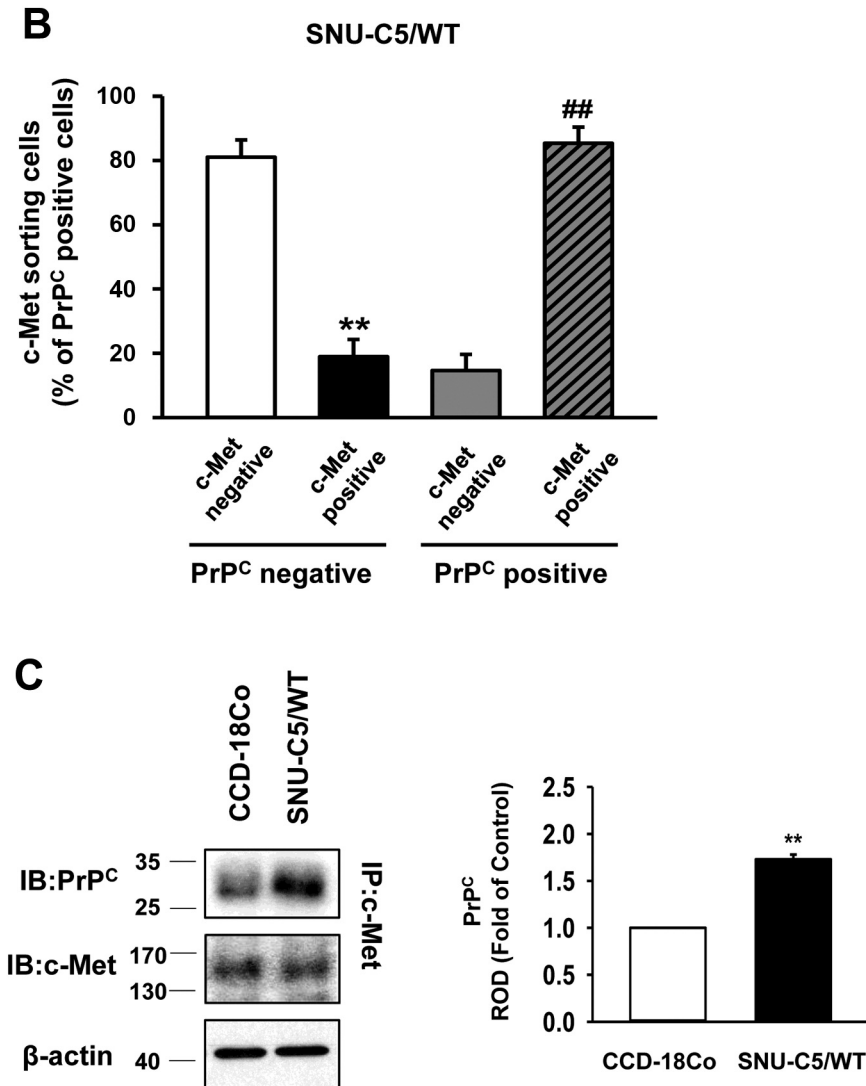 B
SNU-C5/WT
c-Met sorting cells
(% of PrPᶜ positive cells)
100
80
60
40
20
0
**
##
c-Met
negative
c-Met
positive
c-Met
negative
c-Met
positive
PrPᶜ negative
PrPᶜ positive
C
CCD-18Co
SNU-C5/WT
IB:PrPᶜ
35
25
IB:c-Met
170
130
β-actin
40
IP:c-Met
PrPᶜ
ROD (Fold of Control)
2.5
2.0
1.5
1.0
0.5
0.0
**
CCD-18Co
SNU-C5/WT